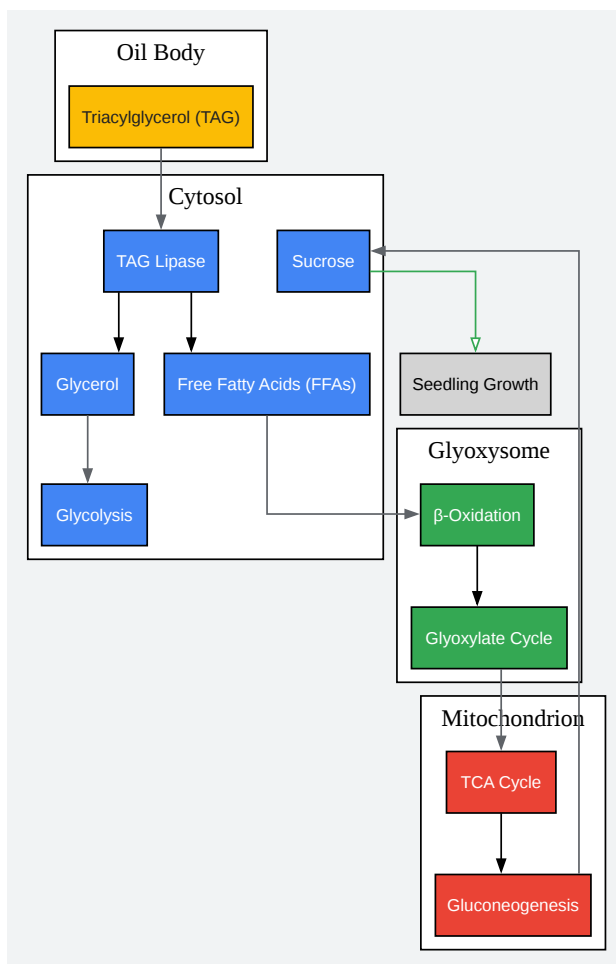 Oil Body
Triacylglycerol (TAG)
Cytosol
TAG Lipase
Sucrose
Glycerol
Free Fatty Acids (FFAs)
Seedling Growth
Glyoxysome
Glycolysis
β-Oxidation
Glyoxylate Cycle
Mitochondrion
TCA Cycle
Gluconeogenesis